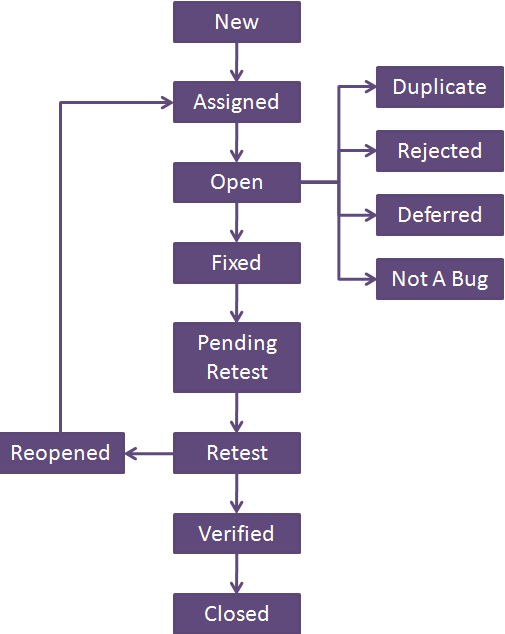 New
Assigned
Duplicate
Rejected
Open
Deferred
Fixed
Not A Bug
Pending
Retest
Reopened
Retest
Verified
Closed